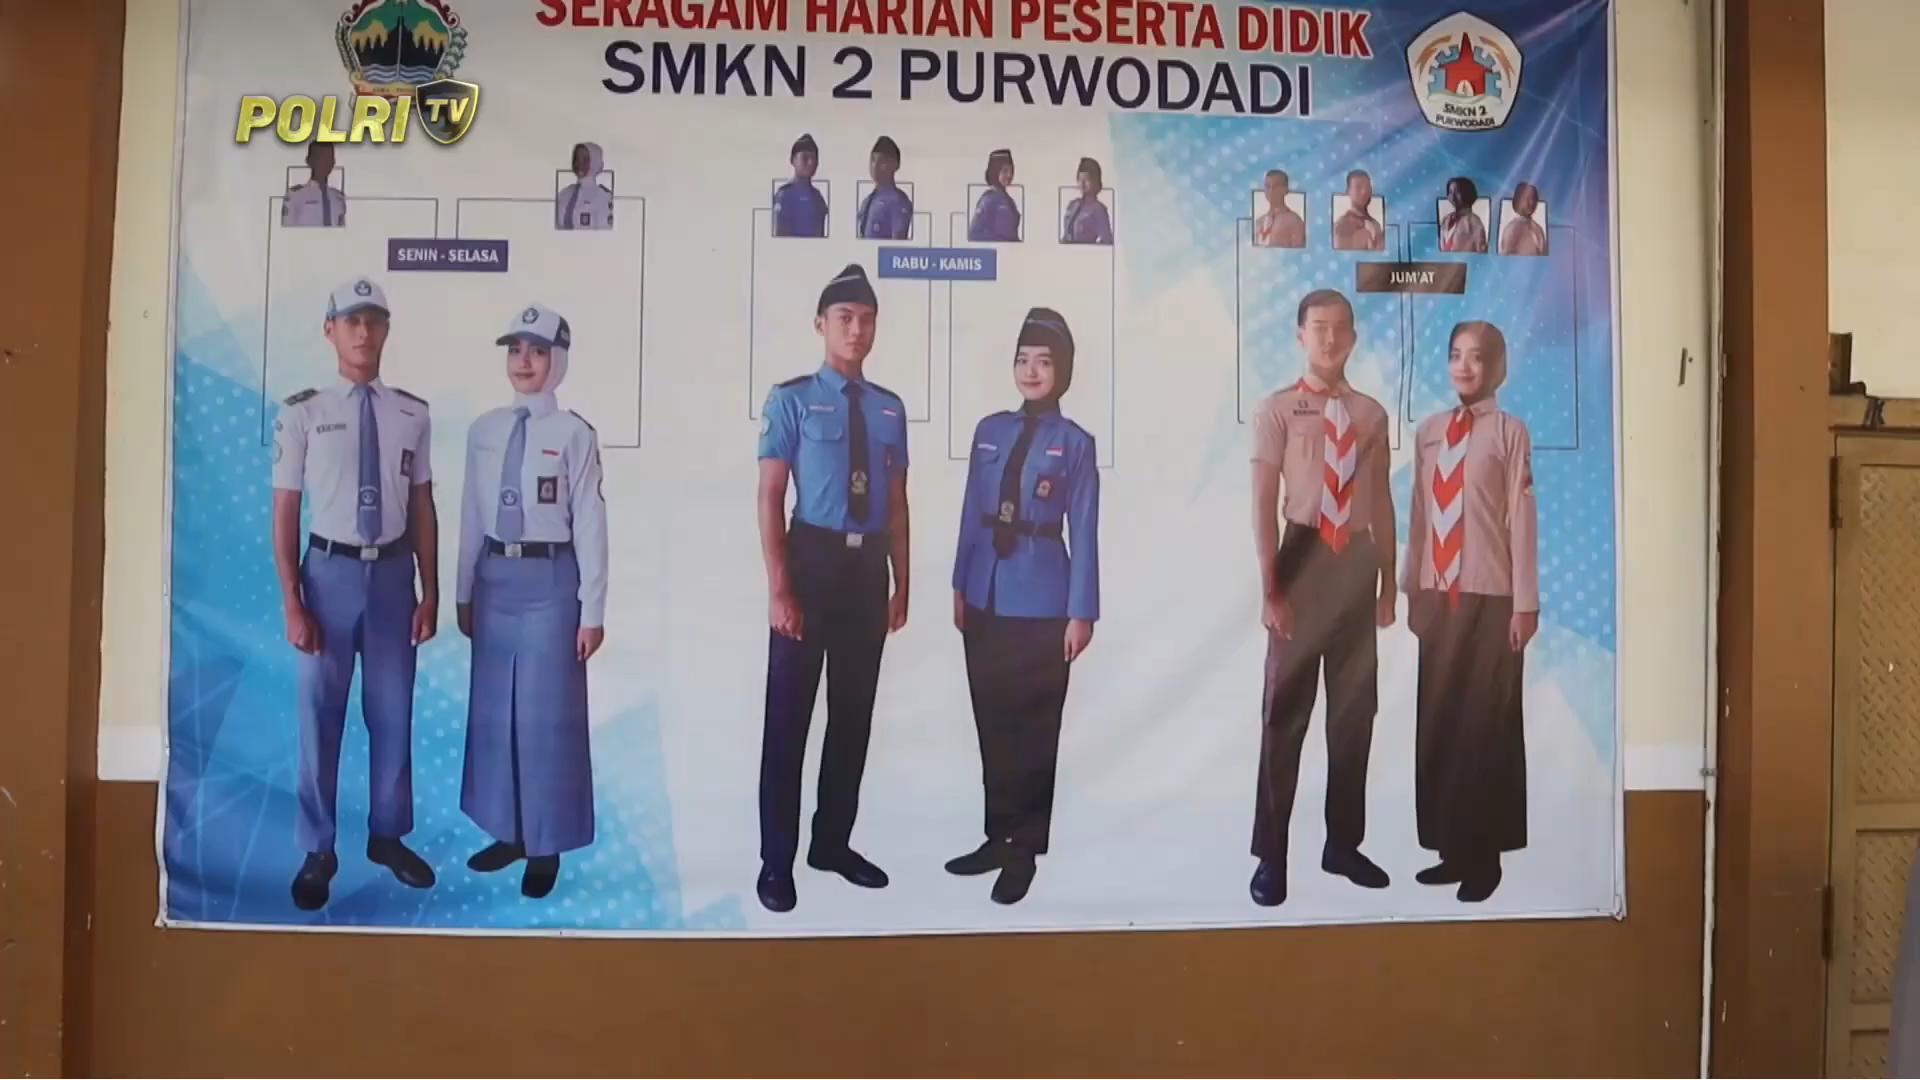 SERAGAM HARIAN PESERTA DIDIK
SMKN 2 PURWODADI
POLRI TV
SMKN 2
PURWODADI
SENIN - SELASA
RABU - KAMIS
JUM'AT